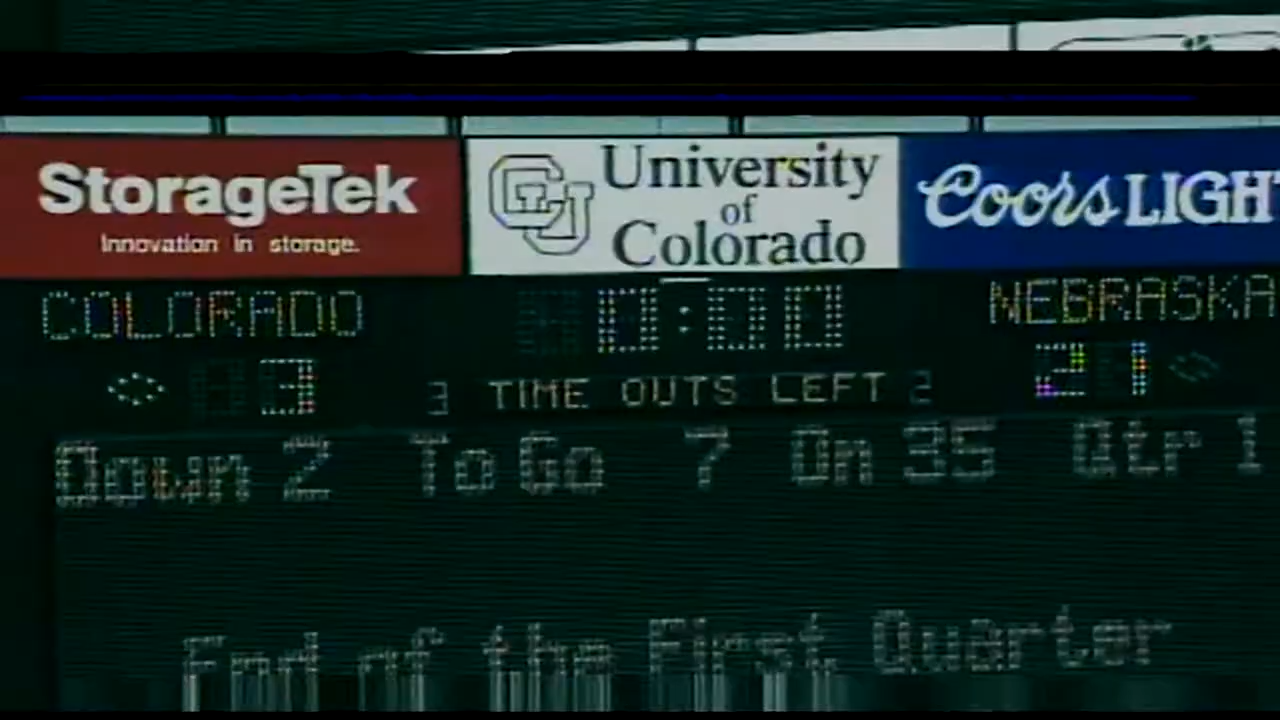 StorageTek
Innovation in storage.
CU
University
of
Colorado
Coors LIGHT
COLORADO 0:00 NEBRASKA
3 21
3 TIME OUTS LEFT 2
Down 2 To Go 7 On 35 Qtr 1
End of the First Quarter